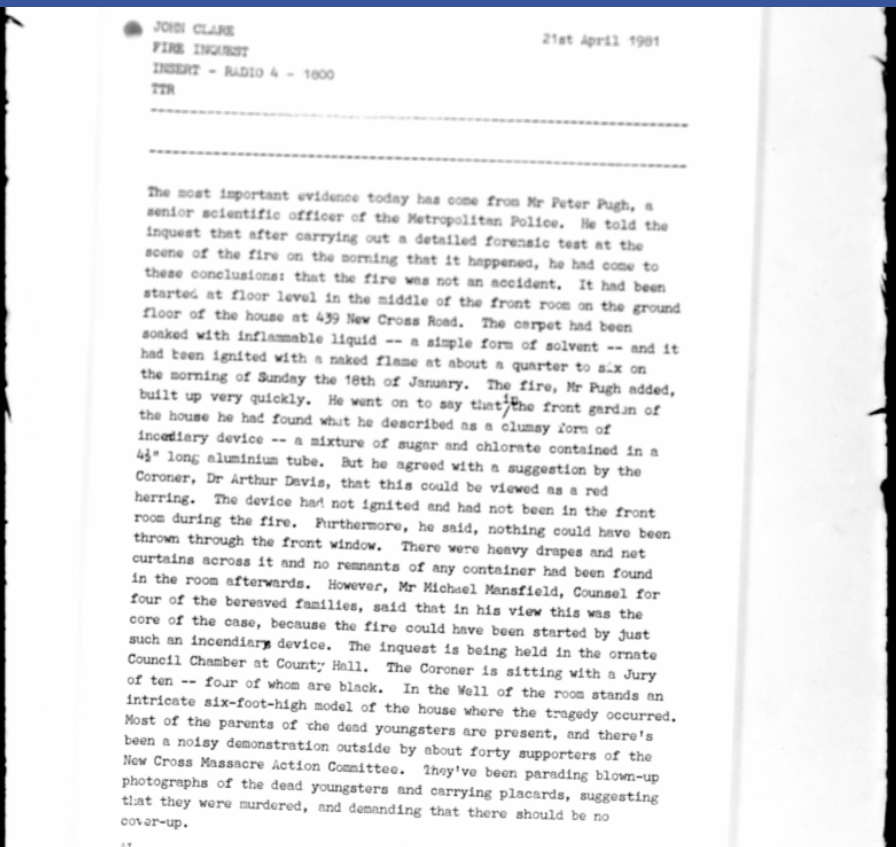 JOHN CLARE
21st April 1981
FIRE INQUEST
INSERT - RADIO 4 - 1800
TTR
The most important evidence today has come from Mr Peter Pugh, a
senior scientific officer of the Metropolitan Police. He told the
inquest that after carrying out a detailed forensic test at the
scene of the fire on the morning that it happened, he had come to
these conclusions: that the fire was not an accident. It had been
started at floor level in the middle of the front room on the ground
floor of the house at 439 New Cross Road. The carpet had been
soaked with inflammable liquid -- a simple form of solvent -- and it
had been ignited with a naked flame at about a quarter to six on
the morning of Sunday the 18th of January. The fire, Mr Pugh added,
built up very quickly. He went on to say that in the front garden of
the house he had found what he described as a clumsy form of
incediary device -- a mixture of sugar and chlorate contained in a
4½" long aluminium tube. But he agreed with a suggestion by the
Coroner, Dr Arthur Davis, that this could be viewed as a red
herring. The device had not ignited and had not been in the front
room during the fire. Furthermore, he said, nothing could have been
thrown through the front window. There were heavy drapes and net
curtains across it and no remnants of any container had been found
in the room afterwards. However, Mr Michael Mansfield, Counsel for
four of the bereaved families, said that in his view this was the
core of the case, because the fire could have been started by just
such an incendiary device. The inquest is being held in the ornate
Council Chamber at County Hall. The Coroner is sitting with a Jury
of ten -- four of whom are black. In the Well of the room stands an
intricate six-foot-high model of the house where the tragedy occurred.
Most of the parents of the dead youngsters are present, and there's
been a noisy demonstration outside by about forty supporters of the
New Cross Massacre Action Committee. They've been parading blown-up
photographs of the dead youngsters and carrying placards, suggesting
that they were murdered, and demanding that there should be no
cover-up.